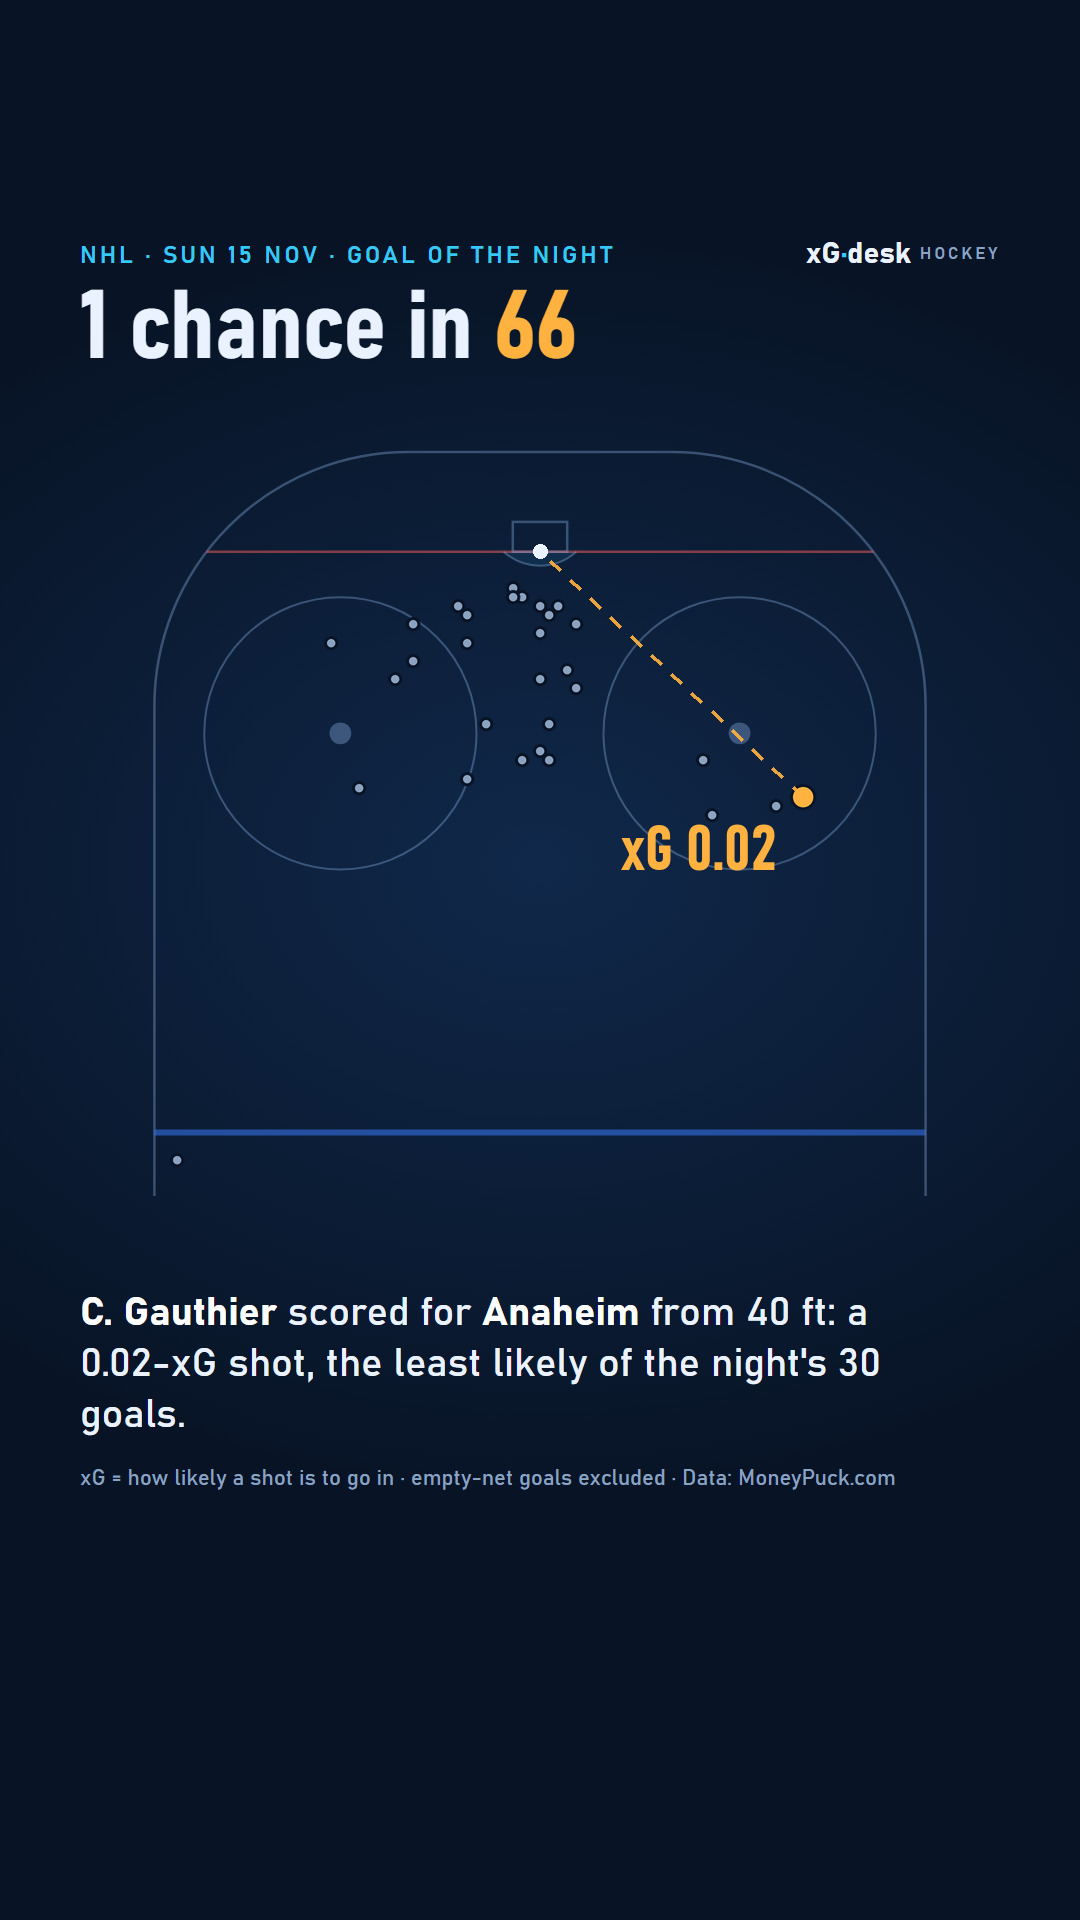 NHL · SUN 15 NOV · GOAL OF THE NIGHT
xG·desk HOCKEY
1 chance in 66
xG 0.02
C. Gauthier scored for Anaheim from 40 ft: a
0.02-xG shot, the least likely of the night's 30
goals.
xG = how likely a shot is to go in · empty-net goals excluded · Data: MoneyPuck.com